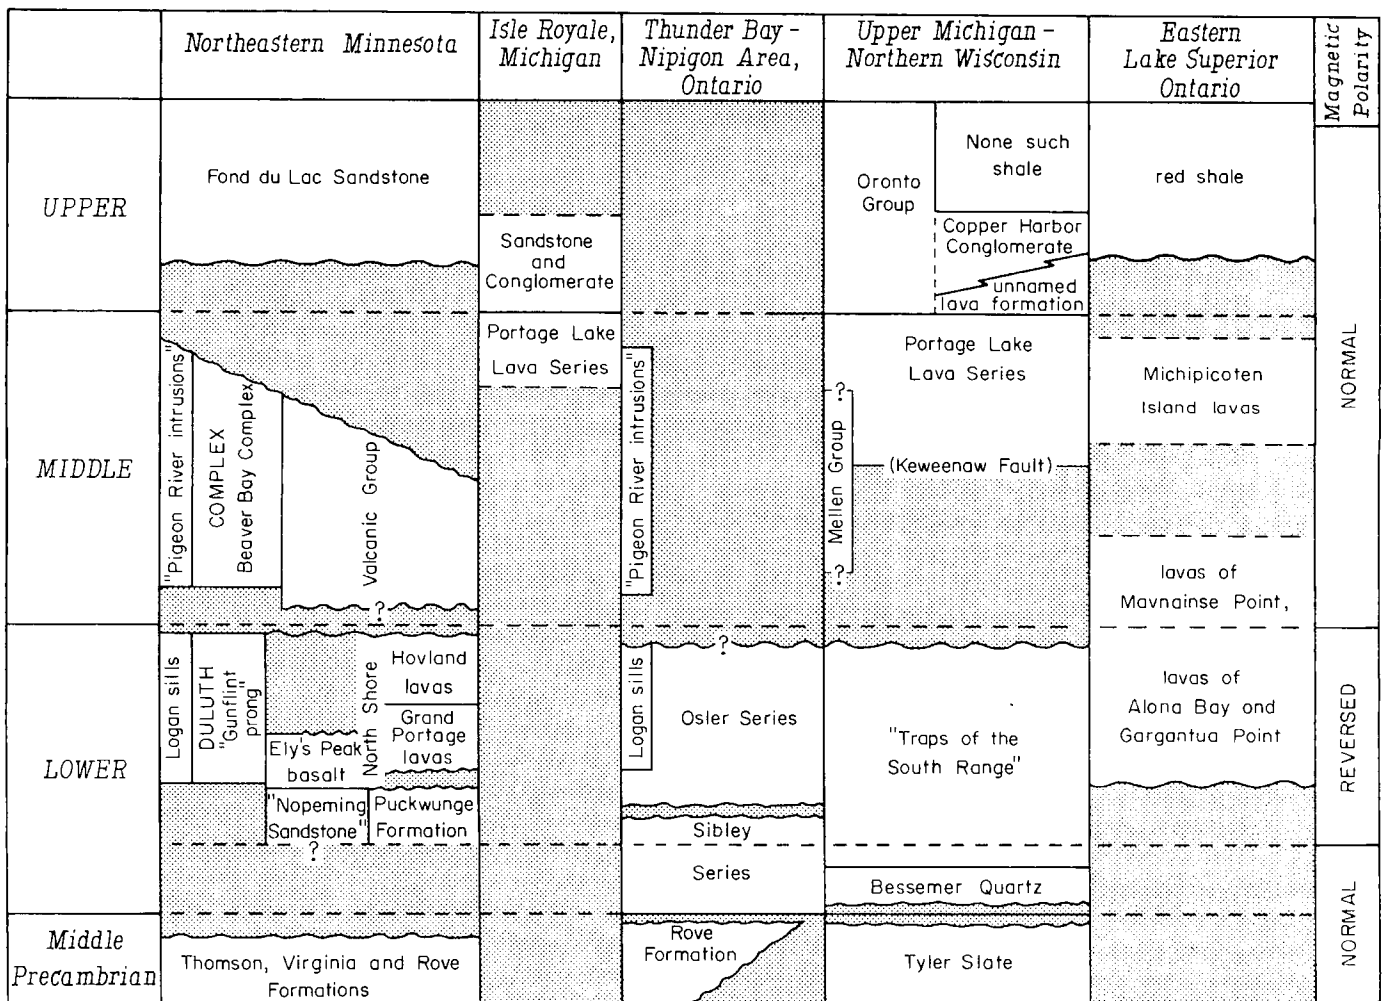 Northeastern Minnesota
Isle Royale,
Michigan
Thunder Bay –
Nipigon Area,
Ontario
Upper Michigan –
Northern Wisconsin
Eastern
Lake Superior
Ontario
Magnetic
Polarity
UPPER
Fond du Lac Sandstone
Sandstone
and
Conglomerate
Oronto
Group
None such
shale
Copper Harbor
Conglomerate
unnamed
lava formation
red shale
NORMAL
MIDDLE
"Pigeon River intrusions"
COMPLEX
Beaver Bay Complex
Valcanic Group
?
Portage Lake
Lava Series
"Pigeon River intrusions"
Portage Lake
Lava Series
?
Mellen Group
?
(Keweenaw Fault)
Michipicoten
Island lavas
lavas of
Mavnainse Point,
LOWER
Logan sills
DULUTH
"Gunflint"
prong
Ely's Peak
basalt
North Shore
Hovland
lavas
Grand
Portage
lavas
"Nopeming
Sandstone"
Puckwunge
Formation
?
?
Logan sills
Osler Series
Sibley
Series
"Traps of the
South Range"
Bessemer Quartz
lavas of
Alona Bay and
Gargantua Point
REVERSED
NORMAL
Middle
Precambrian
Thomson, Virginia and Rove
Formations
Rove
Formation
Tyler Slate